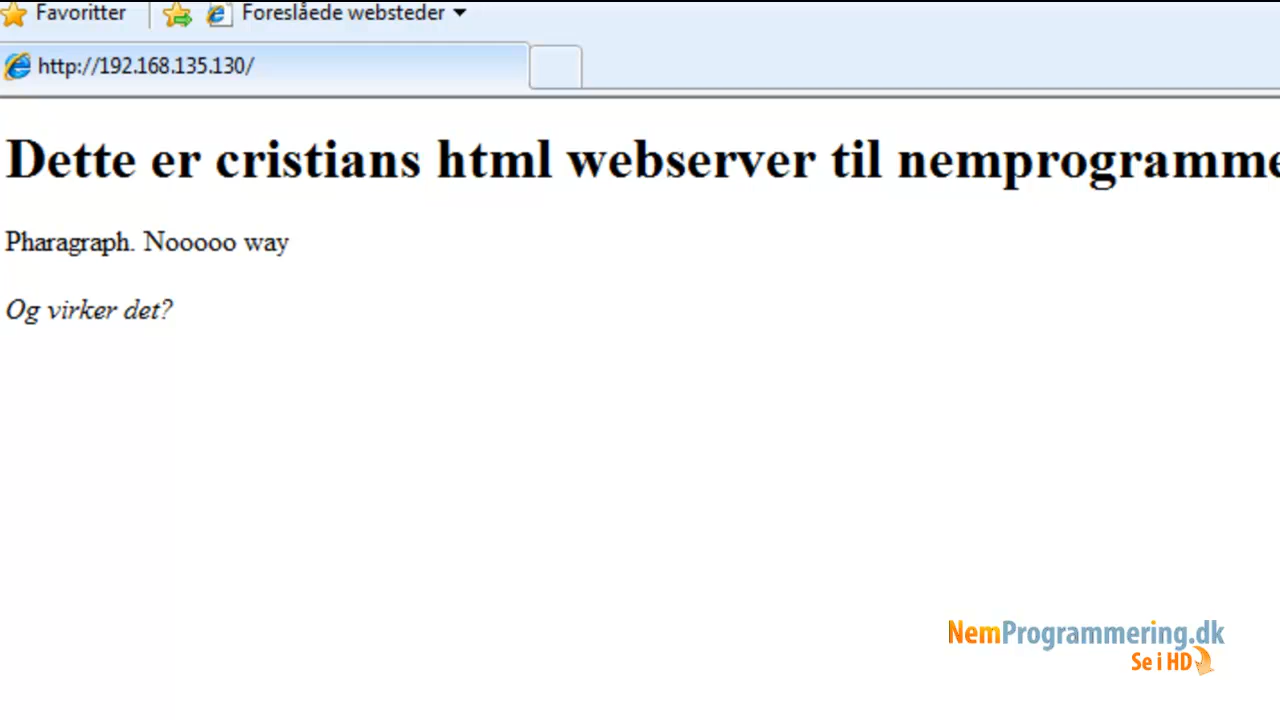 Favoritter Foreslåede websteder
http://192.168.135.130/
Dette er cristians html webserver til nemprogramme
Pharagraph. Nooooo way
Og virker det?
NemProgrammering.dk
Se i HD